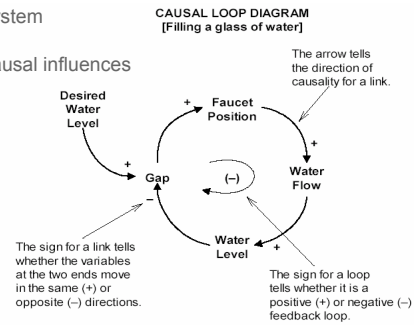 stem
ausal influences
CAUSAL LOOP DIAGRAM
[Filling a glass of water]
The arrow tells
the direction of
causality for a link.
Desired
Water
Level
+
Faucet
Position
+
+
Gap
(–)
Water
Flow
–
Water
Level
+
The sign for a link tells
whether the variables
at the two ends move
in the same (+) or
opposite (–) directions.
The sign for a loop
tells whether it is a
positive (+) or negative (–)
feedback loop.